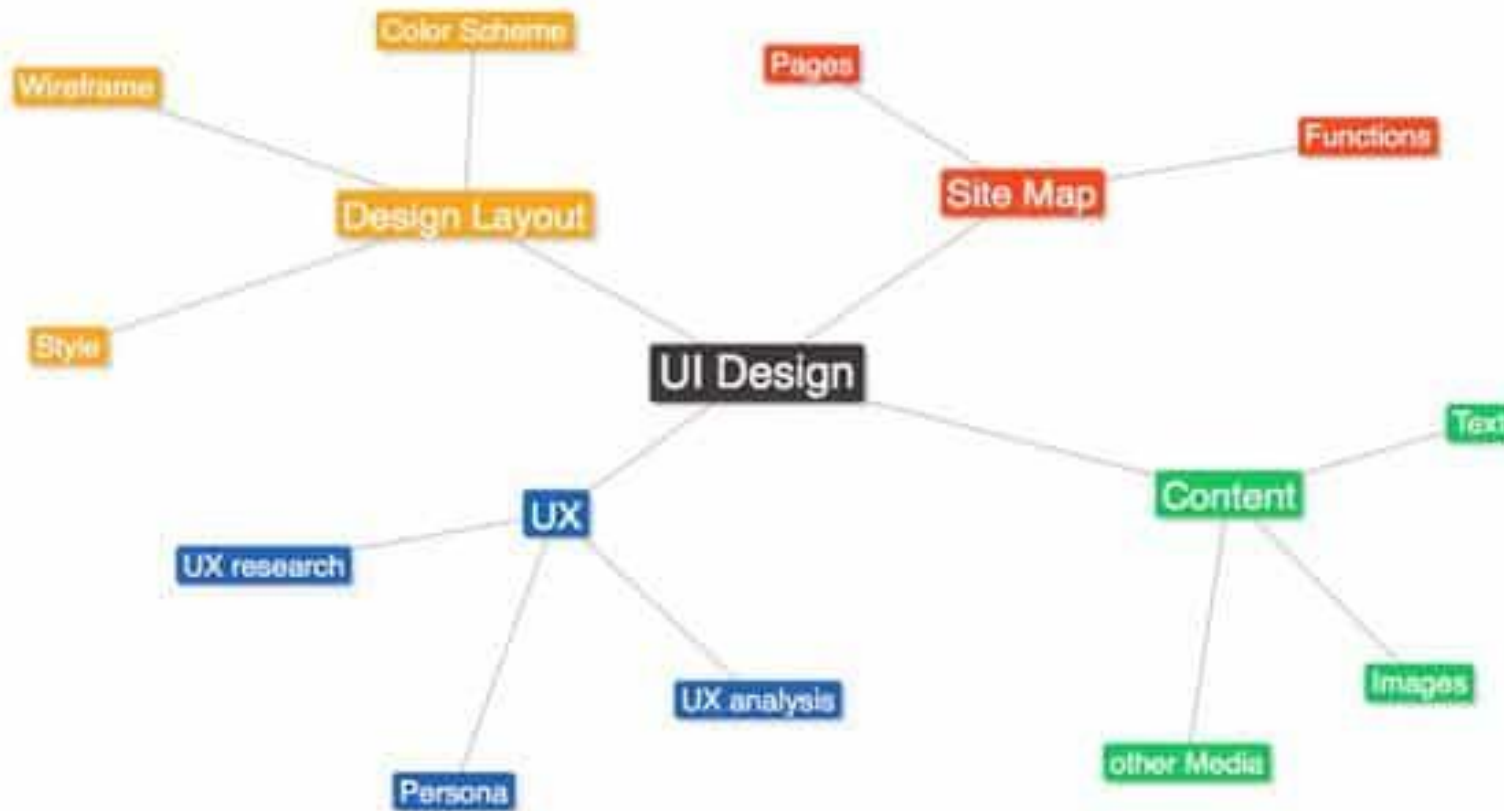 Color Scheme
Wireframe
Design Layout
Style
Pages
Functions
Site Map
UI Design
UX
UX research
UX analysis
Persona
Content
Text
Images
other Media